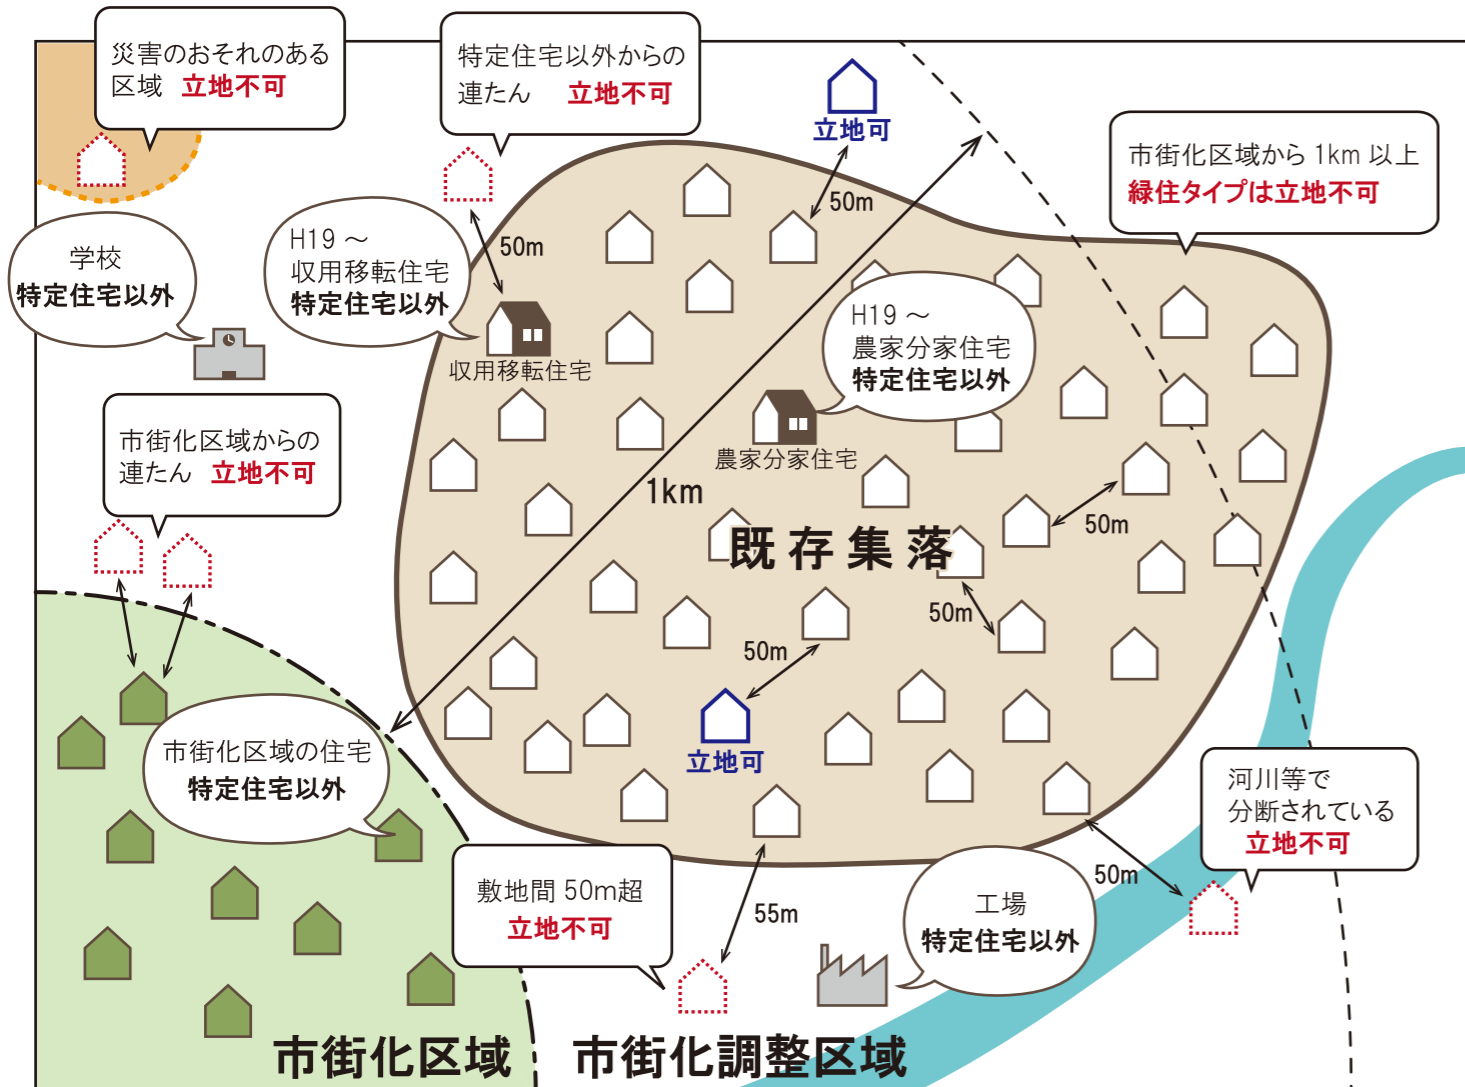 災害のおそれのある
区域 立地不可
特定住宅以外からの
連たん 立地不可
立地可
50m
市街化区域から 1km 以上
緑住タイプは立地不可
学校
特定住宅以外
H19 ～
収用移転住宅
特定住宅以外
50m
収用移転住宅
H19 ～
農家分家住宅
特定住宅以外
農家分家住宅
市街化区域からの
連たん 立地不可
1km
既存集落
50m
50m
50m
立地可
市街化区域の住宅
特定住宅以外
敷地間 50m超
立地不可
55m
工場
特定住宅以外
50m
河川等で
分断されている
立地不可
市街化区域
市街化調整区域